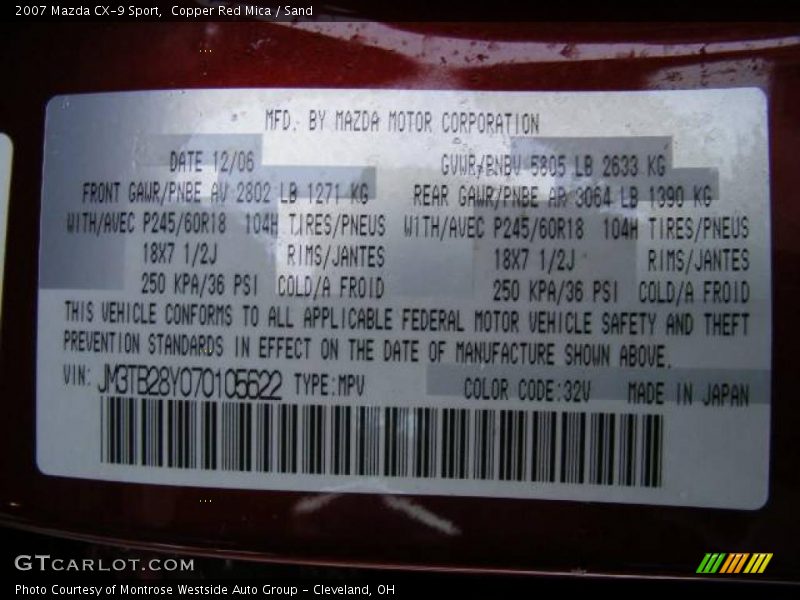 2007 Mazda CX-9 Sport, Copper Red Mica / Sand
MFD. BY MAZDA MOTOR CORPORATION
DATE 12/06 GVWR/PNBV 5805 LB 2633 KG
FRONT GAWR/PNBE AV 2802 LB 1271 KG REAR GAWR/PNBE AR 3064 LB 1390 KG
WITH/AVEC P245/60R18 104H TIRES/PNEUS WITH/AVEC P245/60R18 104H TIRES/PNEUS
18X7 1/2J RIMS/JANTES 18X7 1/2J RIMS/JANTES
250 KPA/36 PSI COLD/A FROID 250 KPA/36 PSI COLD/A FROID
THIS VEHICLE CONFORMS TO ALL APPLICABLE FEDERAL MOTOR VEHICLE SAFETY AND THEFT
PREVENTION STANDARDS IN EFFECT ON THE DATE OF MANUFACTURE SHOWN ABOVE.
VIN: JM3TB28Y070105622 TYPE:MPV COLOR CODE:32V MADE IN JAPAN
GTCARLOT.COM
Photo Courtesy of Montrose Westside Auto Group - Cleveland, OH